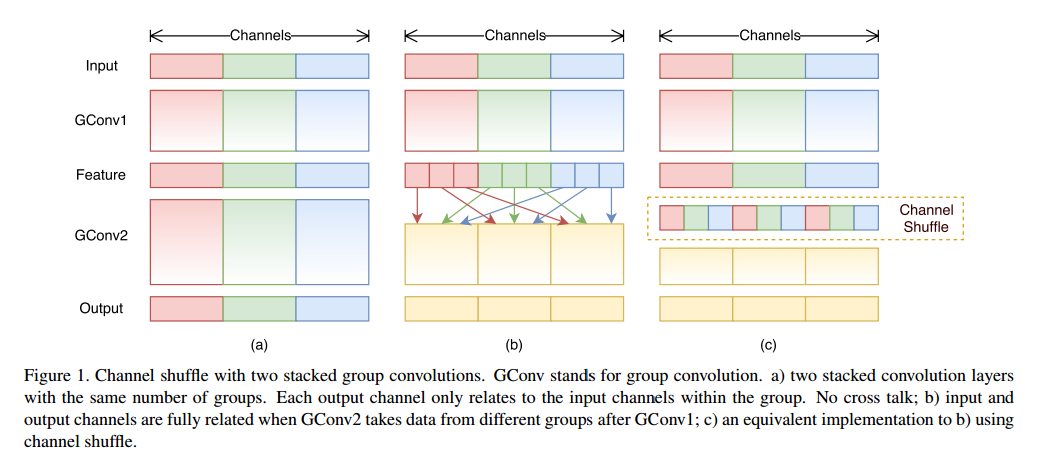 Channels Channels Channels
Input
GConv1
Feature
Channel
Shuffle
GConv2
Output
(a) (b) (c)
Figure 1. Channel shuffle with two stacked group convolutions. GConv stands for group convolution. a) two stacked convolution layers
with the same number of groups. Each output channel only relates to the input channels within the group. No cross talk; b) input and
output channels are fully related when GConv2 takes data from different groups after GConv1; c) an equivalent implementation to b) using
channel shuffle.